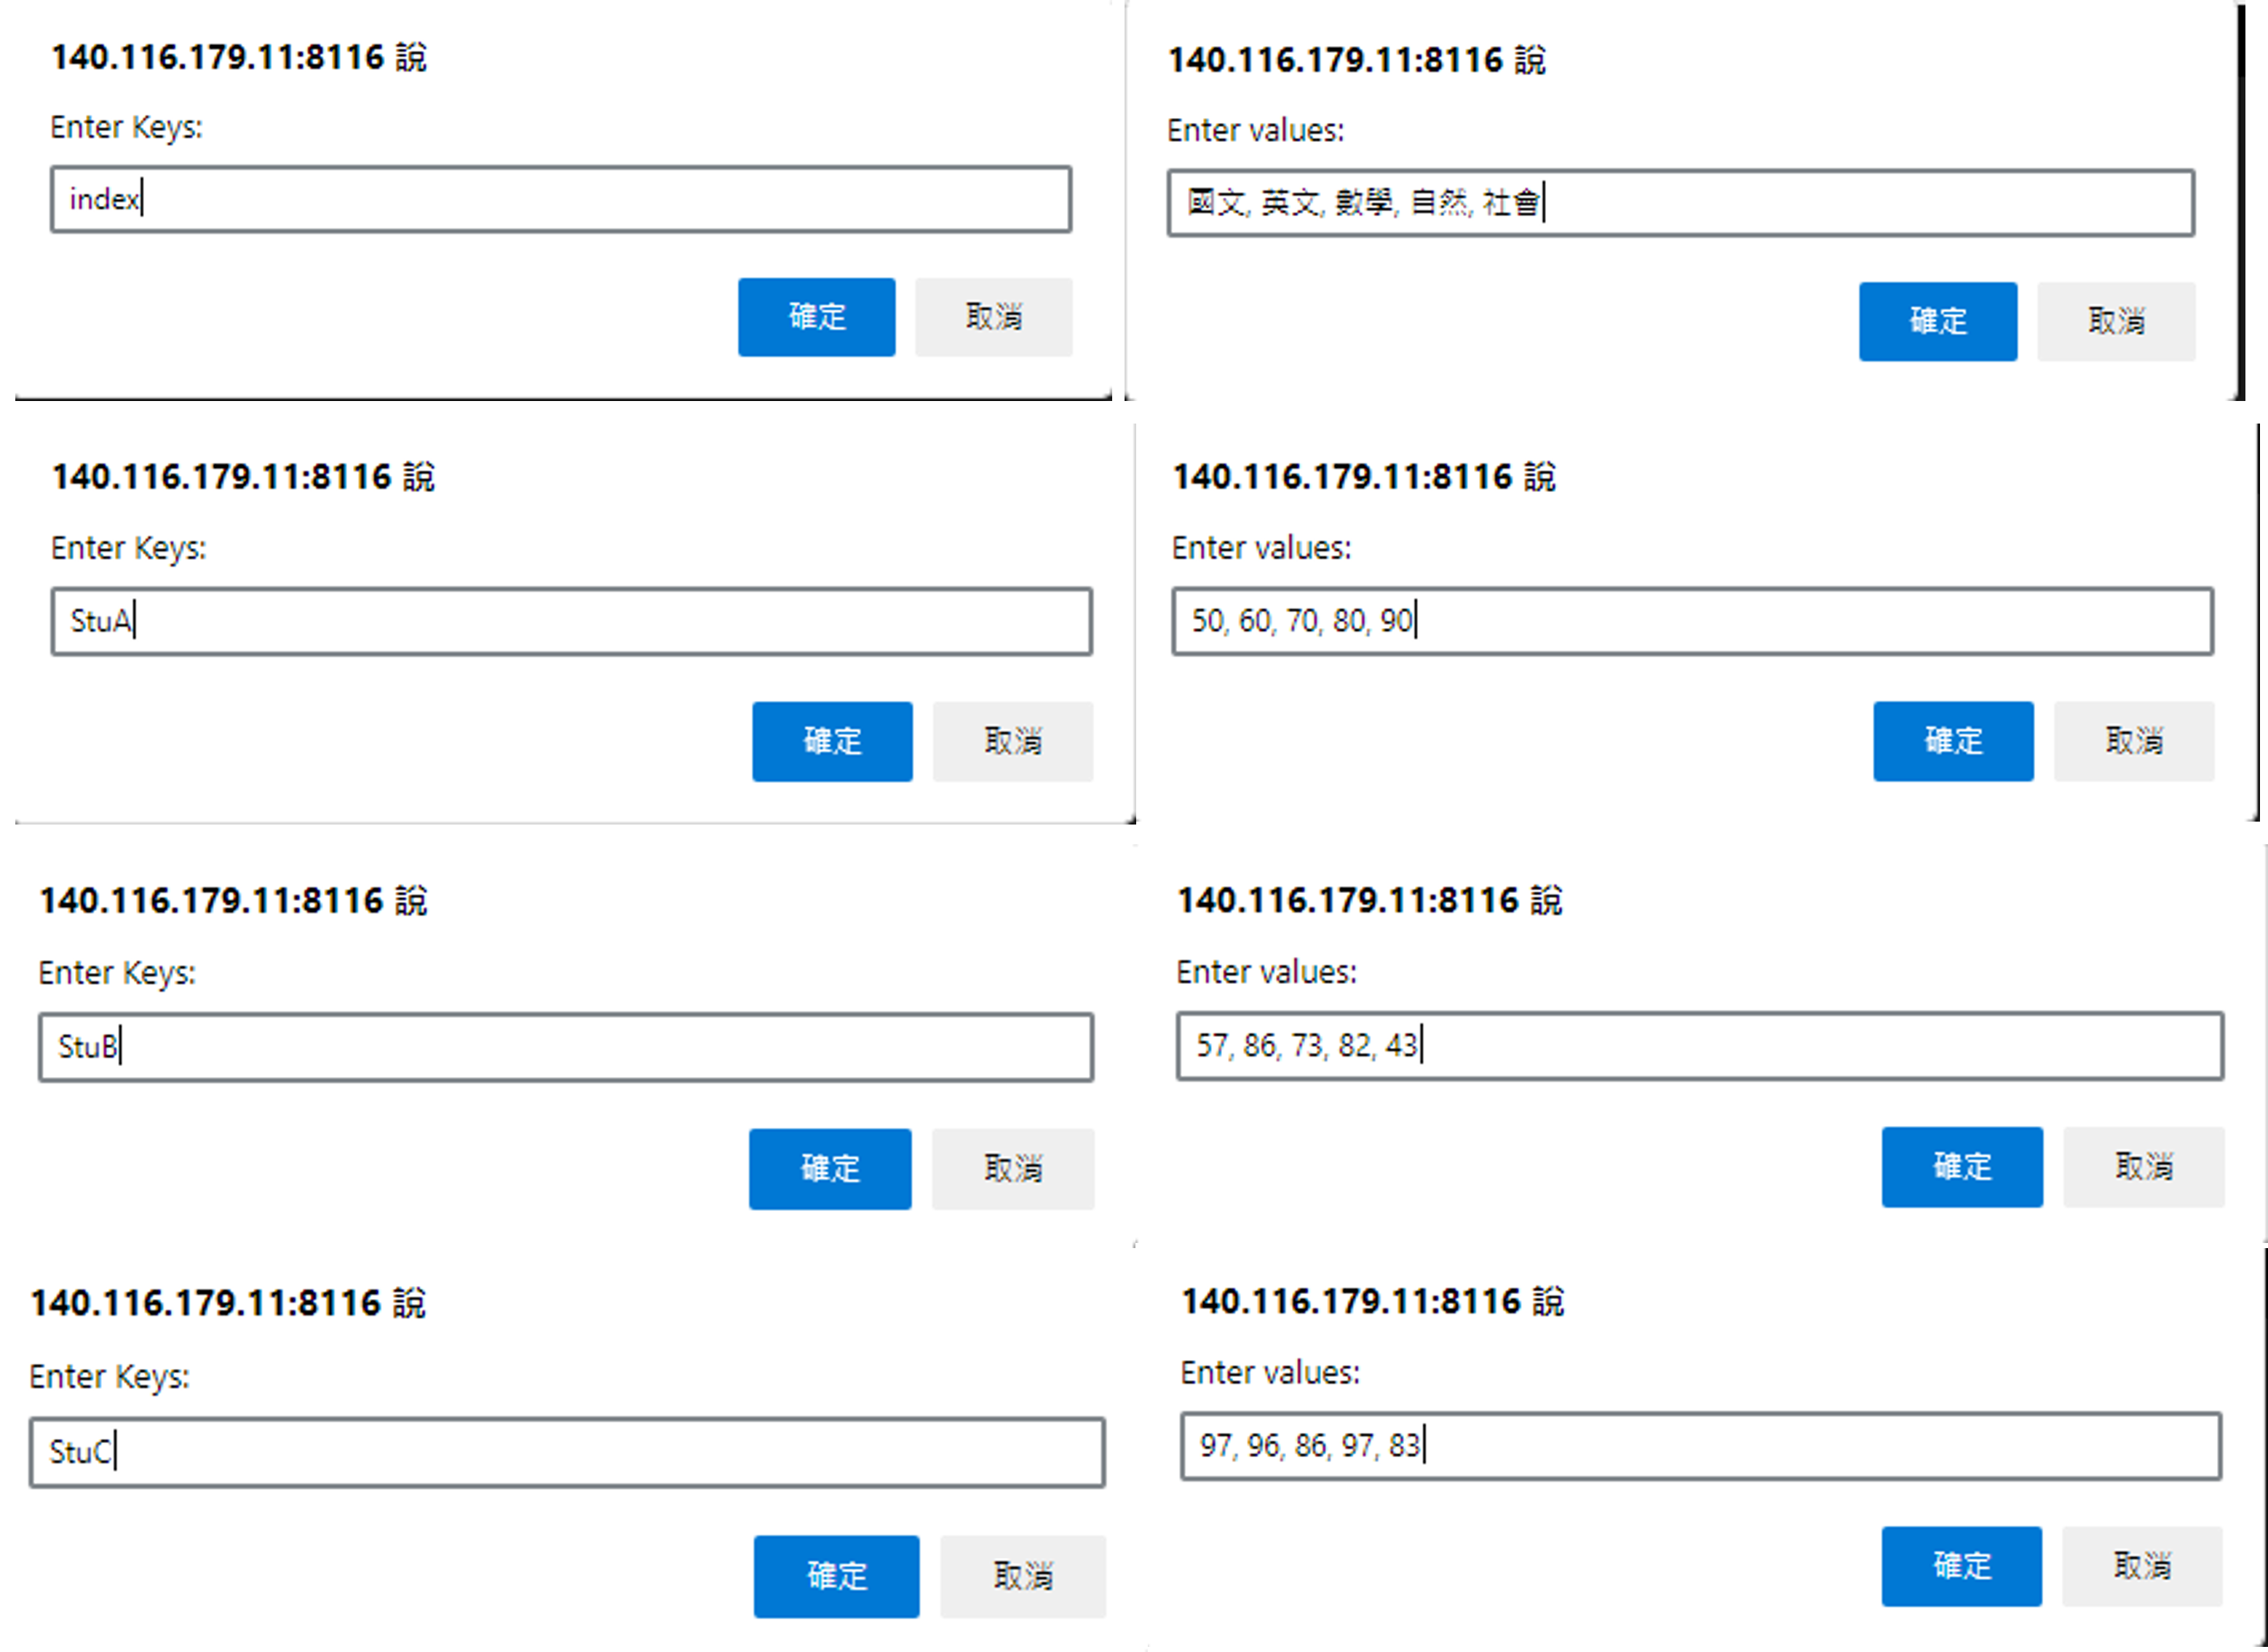 140.116.179.11:8116 說
Enter Keys:
index
確定 取消
140.116.179.11:8116 說
Enter values:
國文, 英文, 數學, 自然, 社會
確定 取消
140.116.179.11:8116 說
Enter Keys:
StuA
確定 取消
140.116.179.11:8116 說
Enter values:
50, 60, 70, 80, 90
確定 取消
140.116.179.11:8116 說
Enter Keys:
StuB
確定 取消
140.116.179.11:8116 說
Enter values:
57, 86, 73, 82, 43
確定 取消
140.116.179.11:8116 說
Enter Keys:
StuC
確定 取消
140.116.179.11:8116 說
Enter values:
97, 96, 86, 97, 83
確定 取消